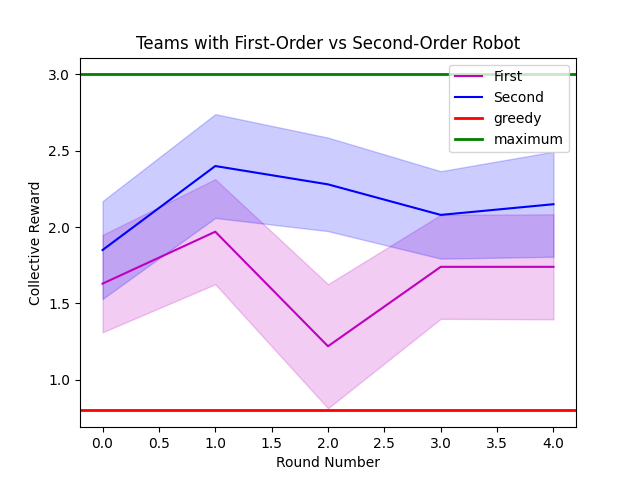 Teams with First-Order vs Second-Order Robot
3.0
2.5
2.0
1.5
1.0
Collective Reward
First
Second
greedy
maximum
0.0 0.5 1.0 1.5 2.0 2.5 3.0 3.5 4.0
Round Number